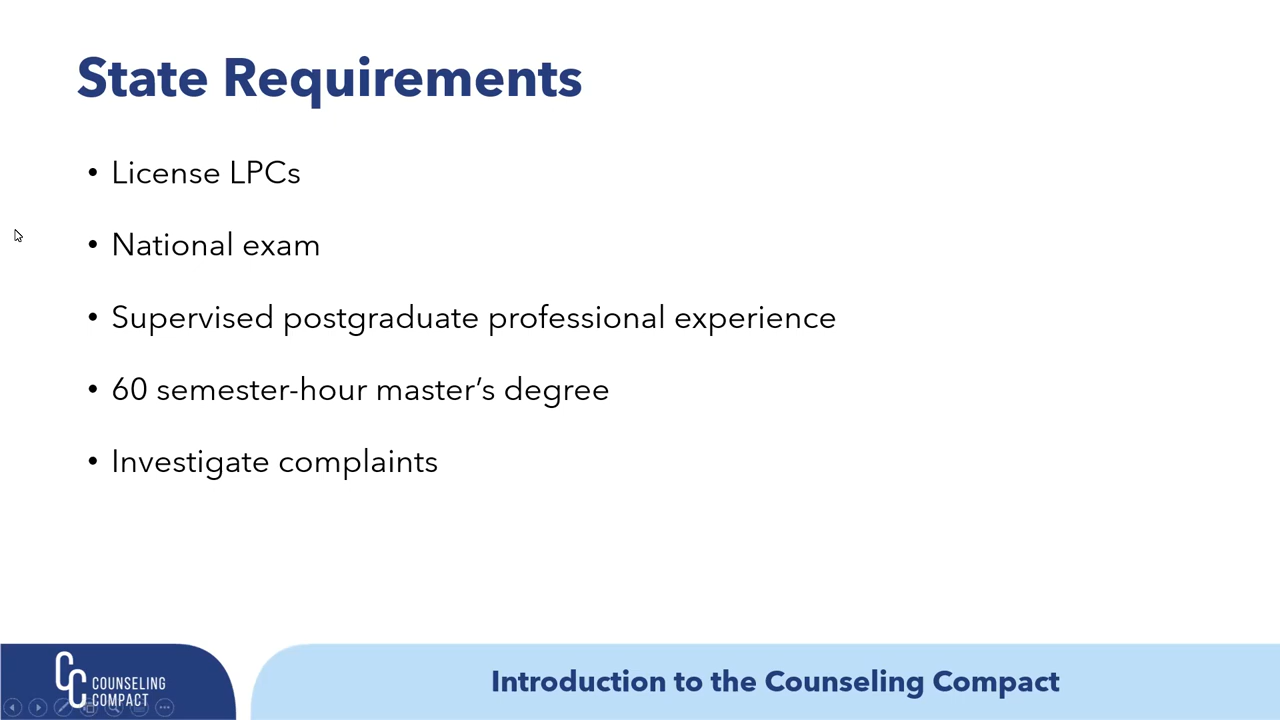 State Requirements
• License LPCs
• National exam
• Supervised postgraduate professional experience
• 60 semester-hour master’s degree
• Investigate complaints
CC COUNSELING
COMPACT
Introduction to the Counseling Compact